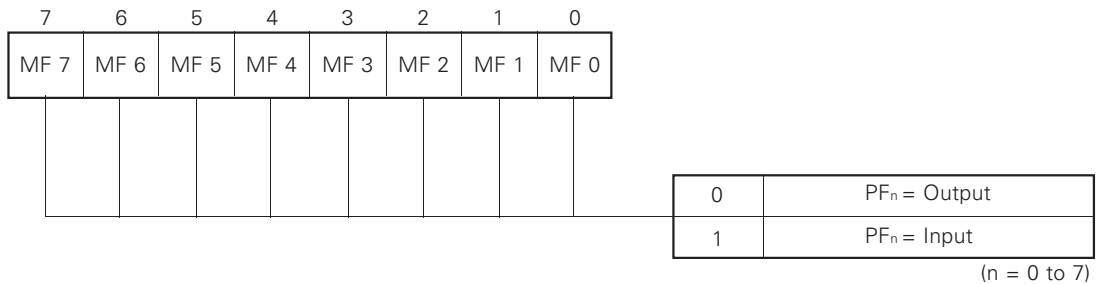 7 6 5 4 3 2 1 0
MF 7 MF 6 MF 5 MF 4 MF 3 MF 2 MF 1 MF 0
0 PFn = Output
1 PFn = Input
(n = 0 to 7)